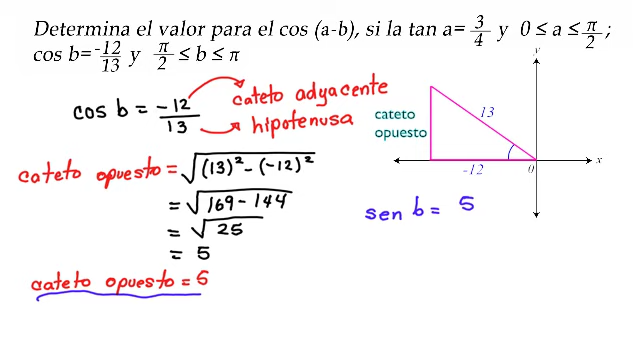 Determina el valor para el cos (a-b), si la tan a= 3/4 y 0 ≤ a ≤ π/2 ;
cos b= -12/13 y π/2 ≤ b ≤ π
cos b = -12/13
cateto adyacente
hipotenusa
cateto opuesto = √(13)² - (-12)²
= √169 - 144
= √25
= 5
cateto opuesto = 5
y
cateto
opuesto
13
-12
0
x
sen b = 5